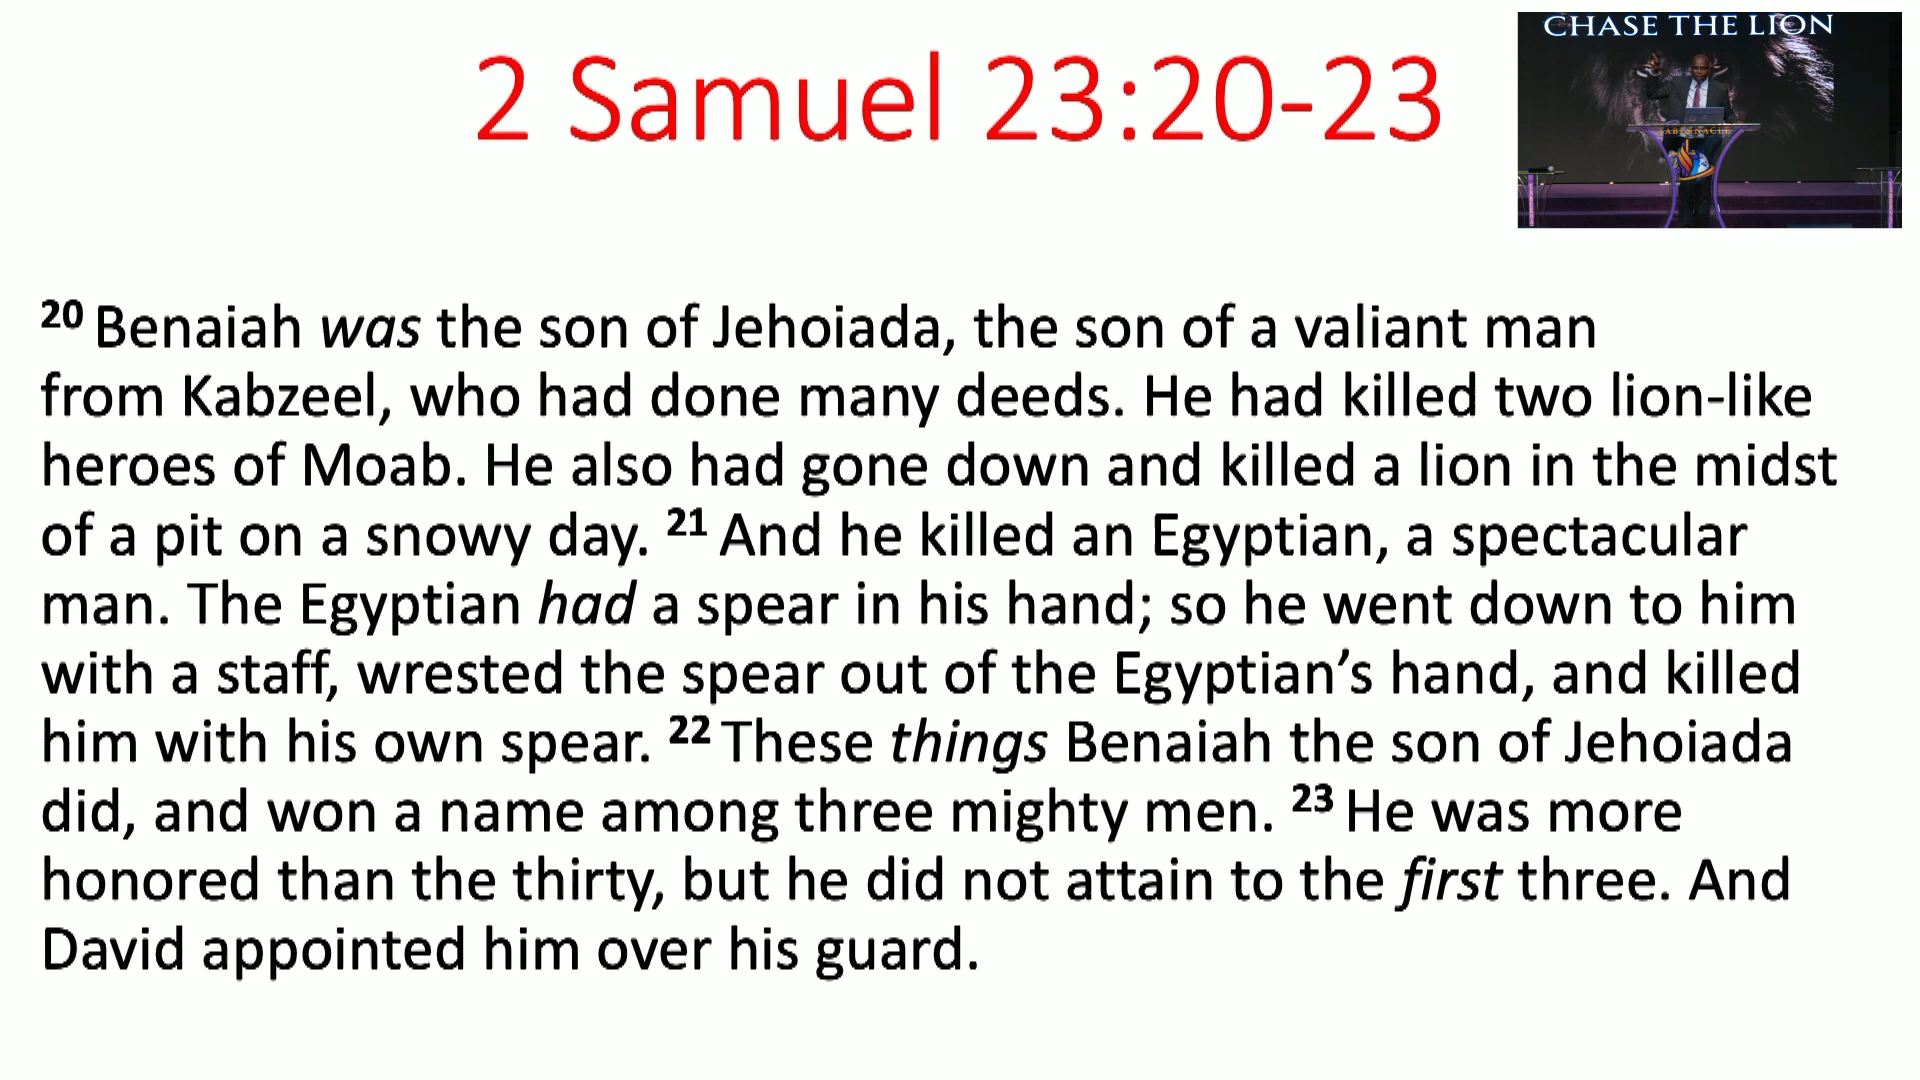 2 Samuel 23:20-23
CHASE THE LION
TABERNACLE
20 Benaiah was the son of Jehoiada, the son of a valiant man
from Kabzeel, who had done many deeds. He had killed two lion-like
heroes of Moab. He also had gone down and killed a lion in the midst
of a pit on a snowy day. 21 And he killed an Egyptian, a spectacular
man. The Egyptian had a spear in his hand; so he went down to him
with a staff, wrested the spear out of the Egyptian’s hand, and killed
him with his own spear. 22 These things Benaiah the son of Jehoiada
did, and won a name among three mighty men. 23 He was more
honored than the thirty, but he did not attain to the first three. And
David appointed him over his guard.